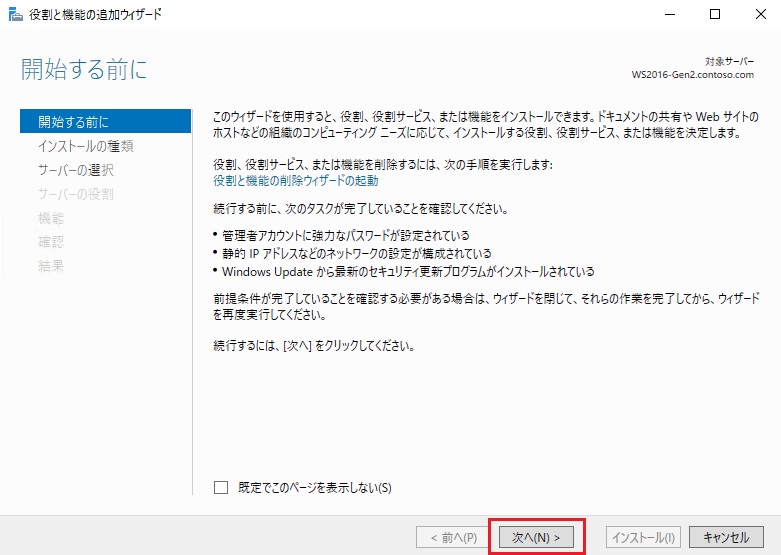 役割と機能の追加ウィザード
開始する前に
対象サーバー
WS2016-Gen2.contoso.com
開始する前に
インストールの種類
サーバーの選択
サーバーの役割
機能
確認
結果
このウィザードを使用すると、役割、役割サービス、または機能をインストールできます。ドキュメントの共有や Web サイトの
ホストなどの組織のコンピューティング ニーズに応じて、インストールする役割、役割サービス、または機能を決定します。
役割、役割サービス、または機能を削除するには、次の手順を実行します:
役割と機能の削除ウィザードの起動
続行する前に、次のタスクが完了していることを確認してください。
• 管理者アカウントに強力なパスワードが設定されている
• 静的 IP アドレスなどのネットワークの設定が構成されている
• Windows Update から最新のセキュリティ更新プログラムがインストールされている
前提条件が完了していることを確認する必要がある場合は、ウィザードを閉じて、それらの作業を完了してから、ウィザード
を再度実行してください。
続行するには、[次へ] をクリックしてください。
既定でこのページを表示しない(S)
< 前へ(P)
次へ(N) >
インストール(I)
キャンセル